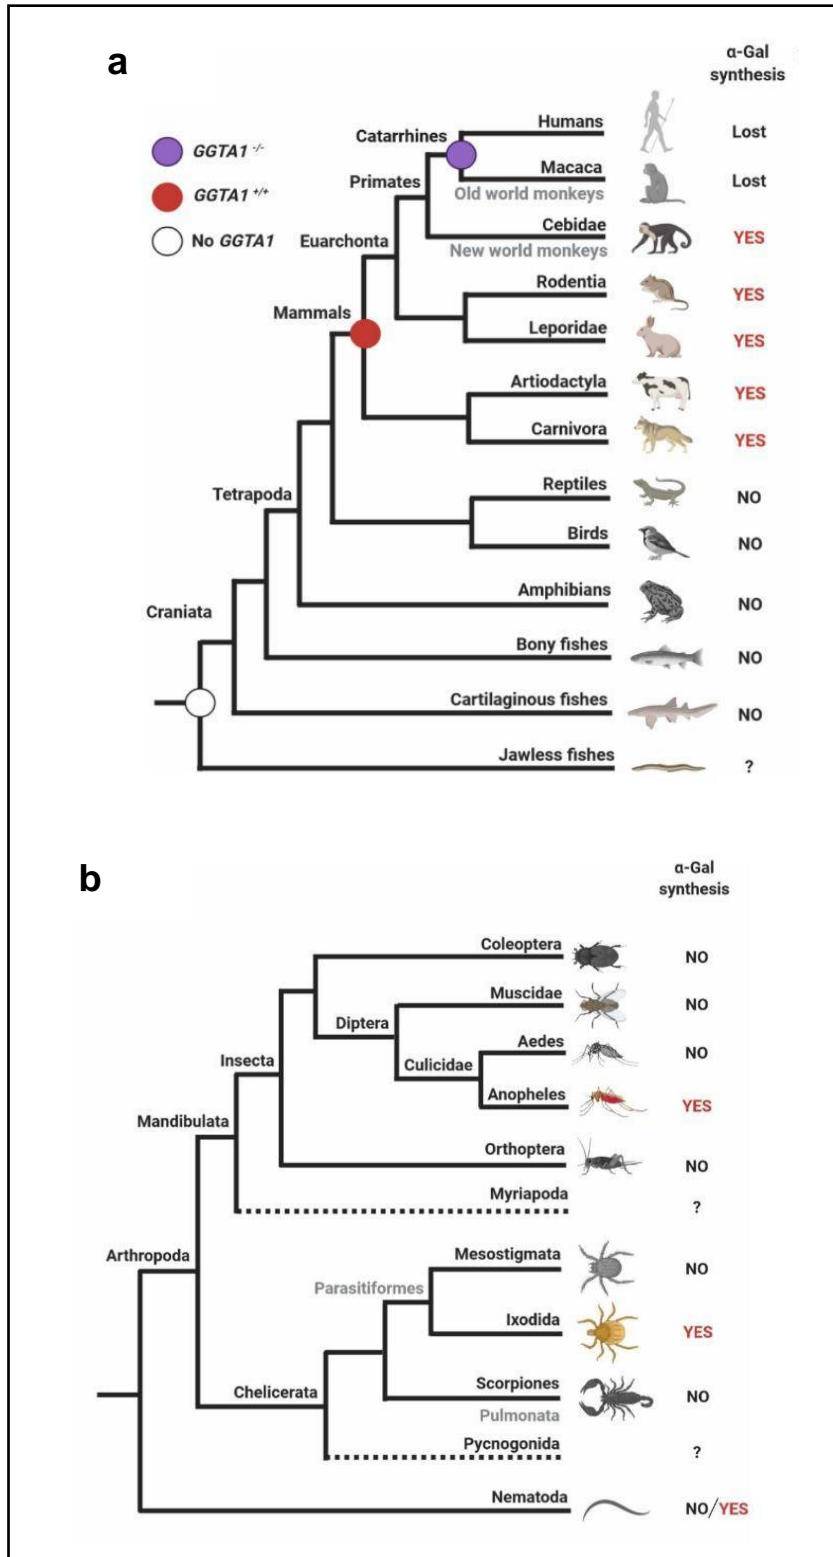 a
α-Gal
synthesis
Humans
Lost
Catarrhines
GGTA1 -/-
Macaca
Lost
Primates
Old world monkeys
GGTA1 +/+
Cebidae
YES
No GGTA1
Euarchonta
New world monkeys
Rodentia
YES
Mammals
Leporidae
YES
Artiodactyla
YES
Carnivora
YES
Reptiles
NO
Tetrapoda
Birds
NO
Amphibians
NO
Craniata
Bony fishes
NO
Cartilaginous fishes
NO
Jawless fishes
?
b
α-Gal
synthesis
Coleoptera
NO
Muscidae
NO
Diptera
Aedes
NO
Insecta
Culicidae
Anopheles
YES
Mandibulata
Orthoptera
NO
Myriapoda
?
Arthropoda
Mesostigmata
NO
Parasitiformes
Ixodida
YES
Chelicerata
Scorpiones
NO
Pulmonata
Pycnogonida
?
Nematoda
NO/YES